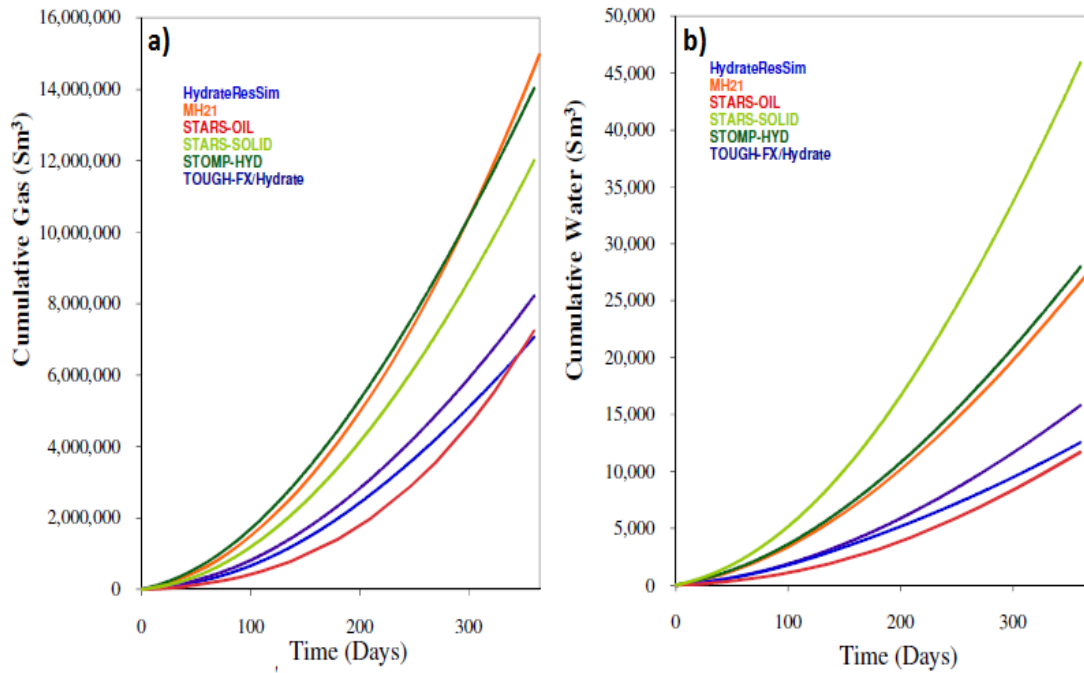 a)
Cumulative Gas (Sm³)
16,000,000
14,000,000
12,000,000
10,000,000
8,000,000
6,000,000
4,000,000
2,000,000
0
HydrateResSim
MH21
STARS-OIL
STARS-SOLID
STOMP-HYD
TOUGH-FX/Hydrate
0 100 200 300
Time (Days)
b)
Cumulative Water (Sm³)
50,000
45,000
40,000
35,000
30,000
25,000
20,000
15,000
10,000
5,000
0
HydrateResSim
MH21
STARS-OIL
STARS-SOLID
STOMP-HYD
TOUGH-FX/Hydrate
0 100 200 300
Time (Days)